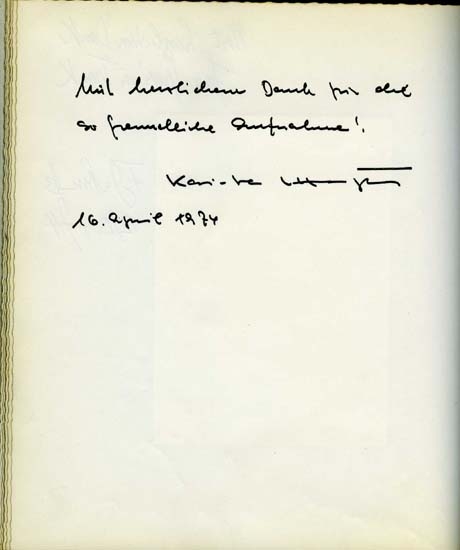 Mit herzlichem Dank für die
so freundliche Aufnahme!
16. April 1974